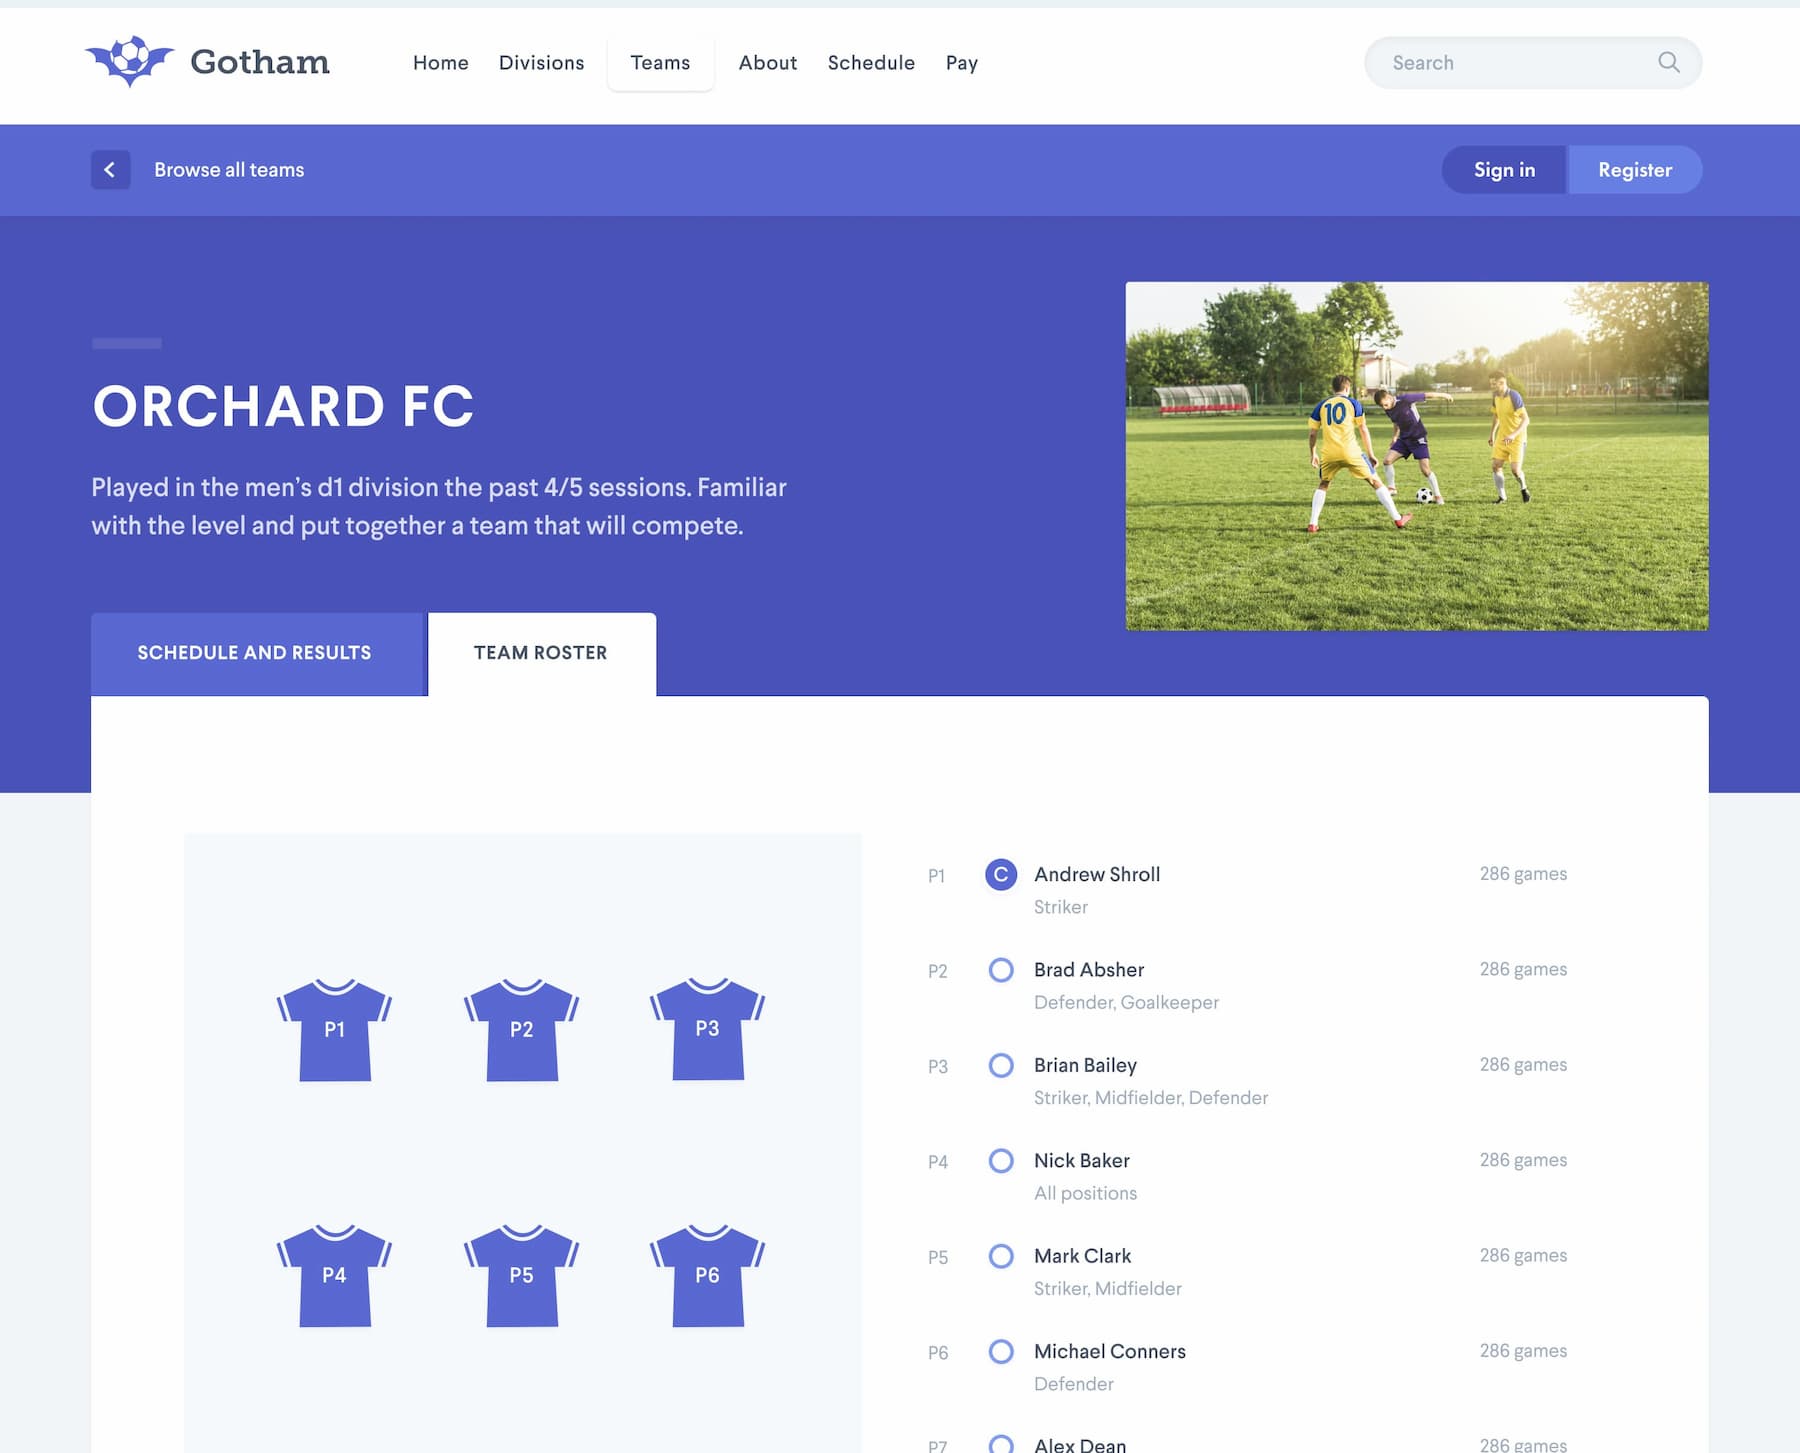 Gotham
Home Divisions Teams About Schedule Pay
Search
Browse all teams
Sign in Register
ORCHARD FC
Played in the men’s d1 division the past 4/5 sessions. Familiar
with the level and put together a team that will compete.
10
SCHEDULE AND RESULTS TEAM ROSTER
P1 P2 P3
P4 P5 P6
P1 C Andrew Shroll 286 games
Striker
P2 Brad Absher 286 games
Defender, Goalkeeper
P3 Brian Bailey 286 games
Striker, Midfielder, Defender
P4 Nick Baker 286 games
All positions
P5 Mark Clark 286 games
Striker, Midfielder
P6 Michael Conners 286 games
Defender
P7 Alex Dean 286 games